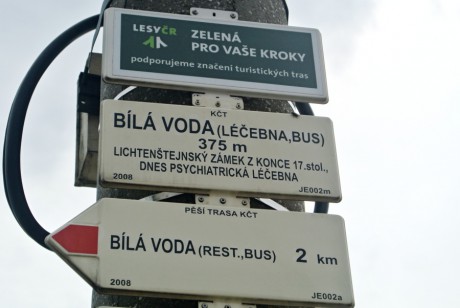 LESY ČR
ZELENÁ
PRO VAŠE KROKY
podporujeme značení turistických tras
KČT
BÍLÁ VODA (LÉČEBNA,BUS)
375 m
LICHTENŠTEJNSKÝ ZÁMEK Z KONCE 17.stol.,
DNES PSYCHIATRICKÁ LÉČEBNA
2008 JE002m
PĚŠÍ TRASA KČT
BÍLÁ VODA (REST.,BUS) 2 km
2008 JE002a